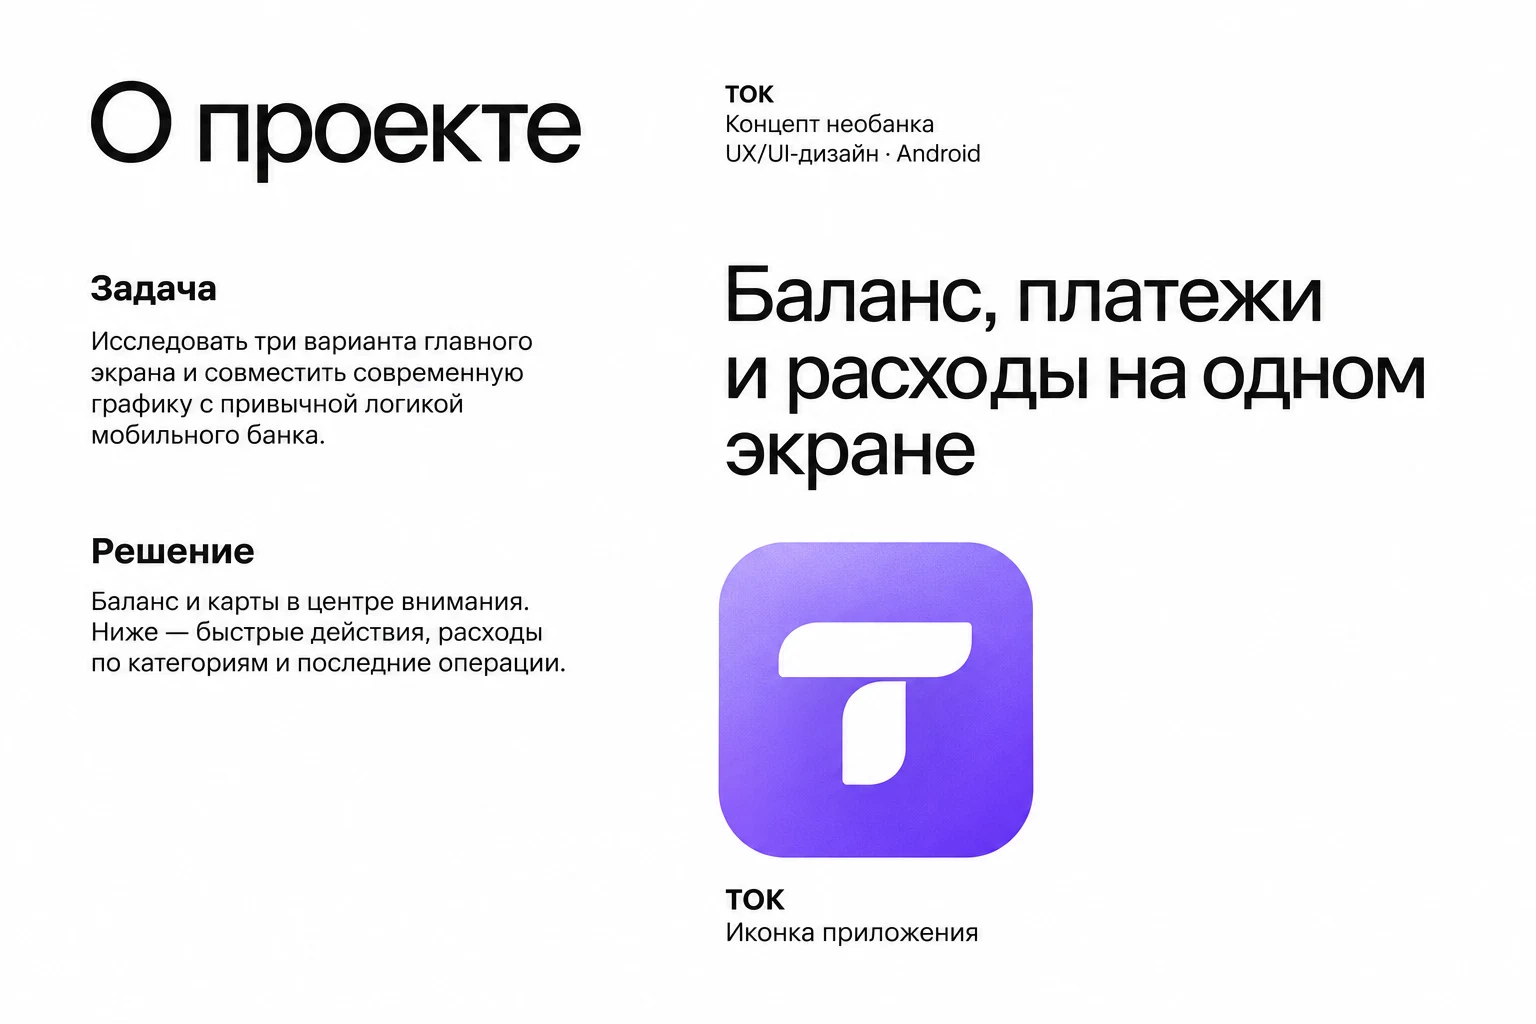 О проекте
ТОК
Концепт необанка
UX/UI-дизайн · Android
Задача
Исследовать три варианта главного
экрана и совместить современную
графику с привычной логикой
мобильного банка.
Решение
Баланс и карты в центре внимания.
Ниже — быстрые действия, расходы
по категориям и последние операции.
Баланс, платежи
и расходы на одном
экране
Т
ТОК
Иконка приложения